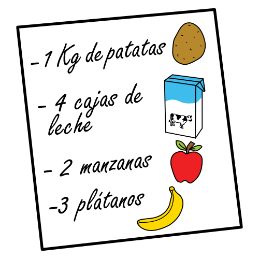 -1 Kg de patatas
- 4 cajas de
leche
- 2 manzanas
-3 plátanos